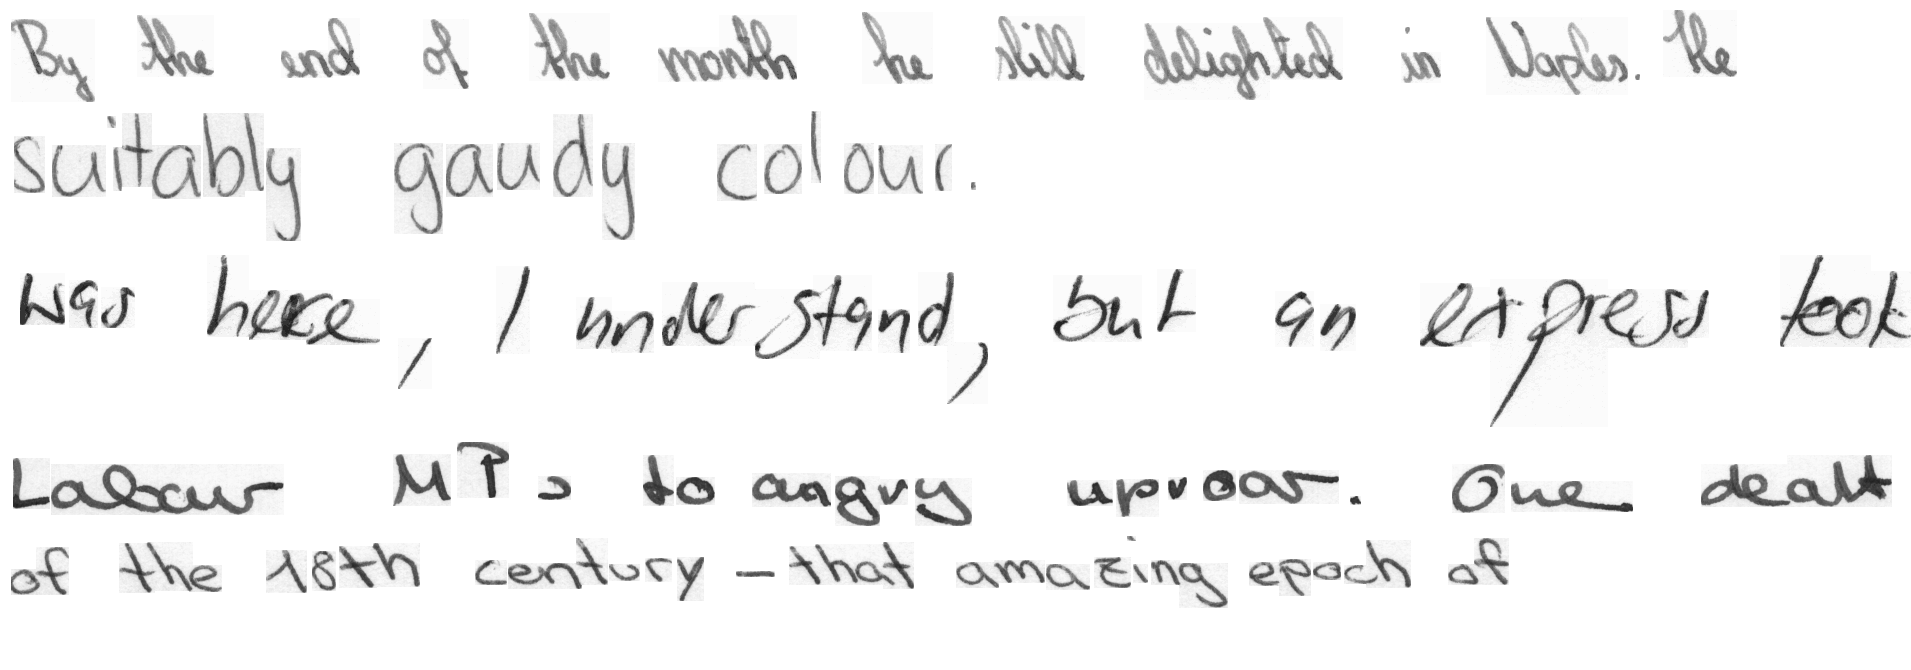 By the end of the month he still delighted in Naples. He
suitably gaudy colour.
was here, I understand, but an express took
Labour MPs to angry uproar. One dealt
of the 18th century - that amazing epoch of